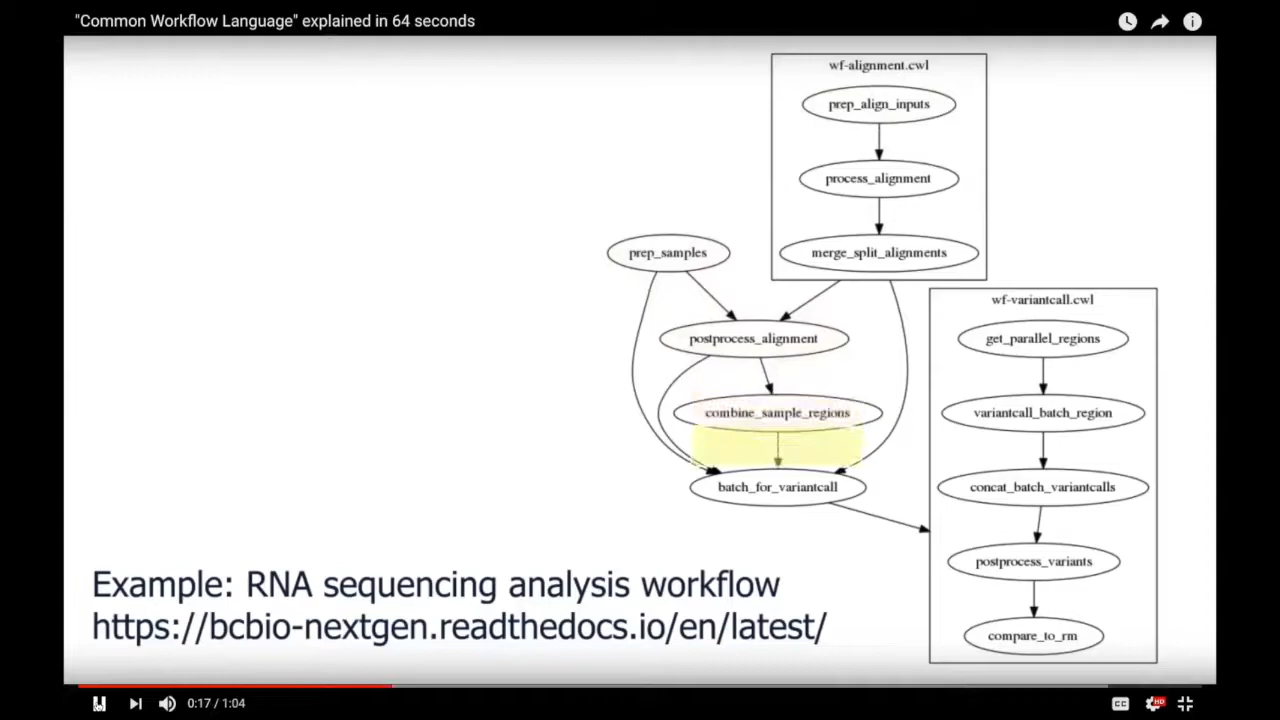 "Common Workflow Language" explained in 64 seconds
wf-alignment.cwl
prep_align_inputs
process_alignment
prep_samples
merge_split_alignments
wf-variantcall.cwl
postprocess_alignment
get_parallel_regions
combine_sample_regions
variantcall_batch_region
batch_for_variantcall
concat_batch_variantcalls
postprocess_variants
compare_to_rm
Example: RNA sequencing analysis workflow
https://bcbio-nextgen.readthedocs.io/en/latest/
0:17 / 1:04
CC
HD